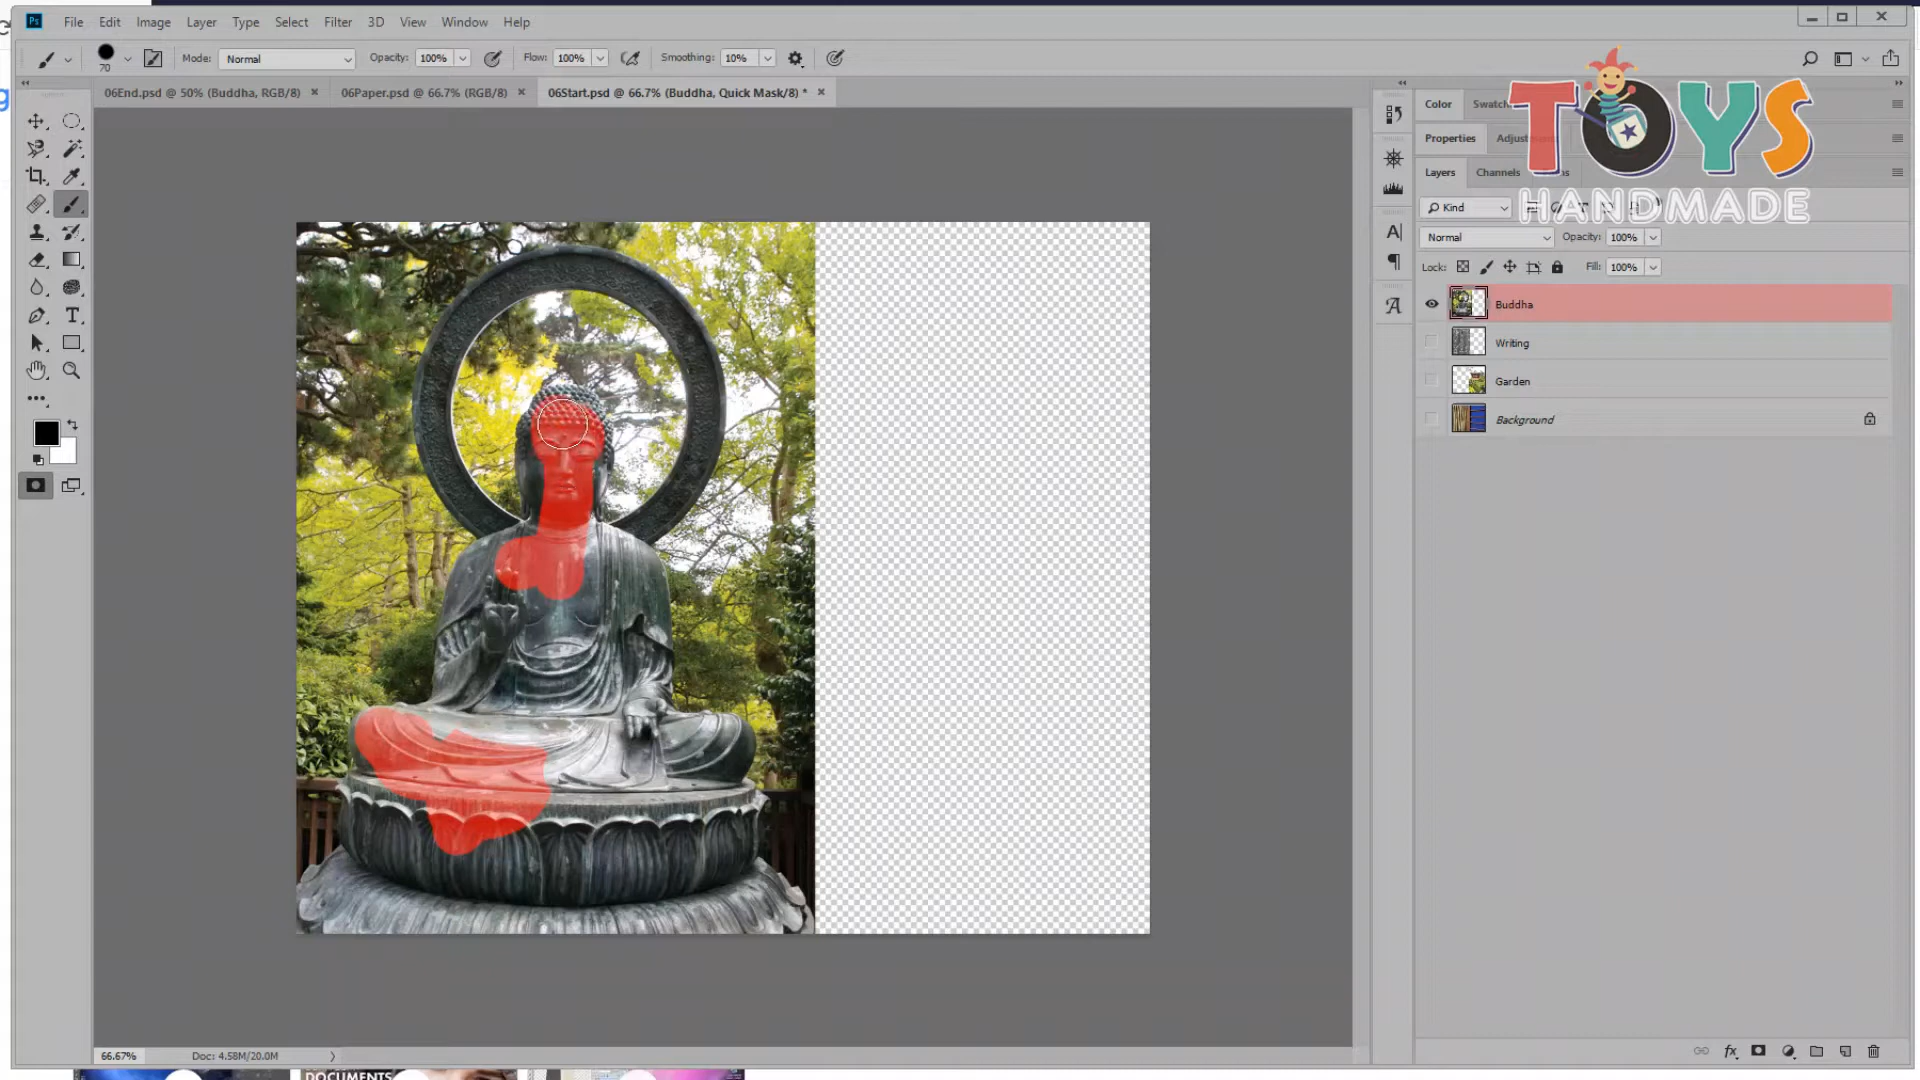 Ps File Edit Image Layer Type Select Filter 3D View Window Help
70 Mode: Normal Opacity: 100% Flow: 100% Smoothing: 10%
06End.psd @ 50% (Buddha, RGB/8) 06Paper.psd @ 66.7% (RGB/8) 06Start.psd @ 66.7% (Buddha, Quick Mask/8) *
Color
Properties
TOYS
HANDMADE
Layers Channels
Kind
Normal Opacity: 100%
Lock: Fill: 100%
Buddha
Writing
Garden
Background
66.67% Doc: 4.58M/20.0M
DOCUMENTS